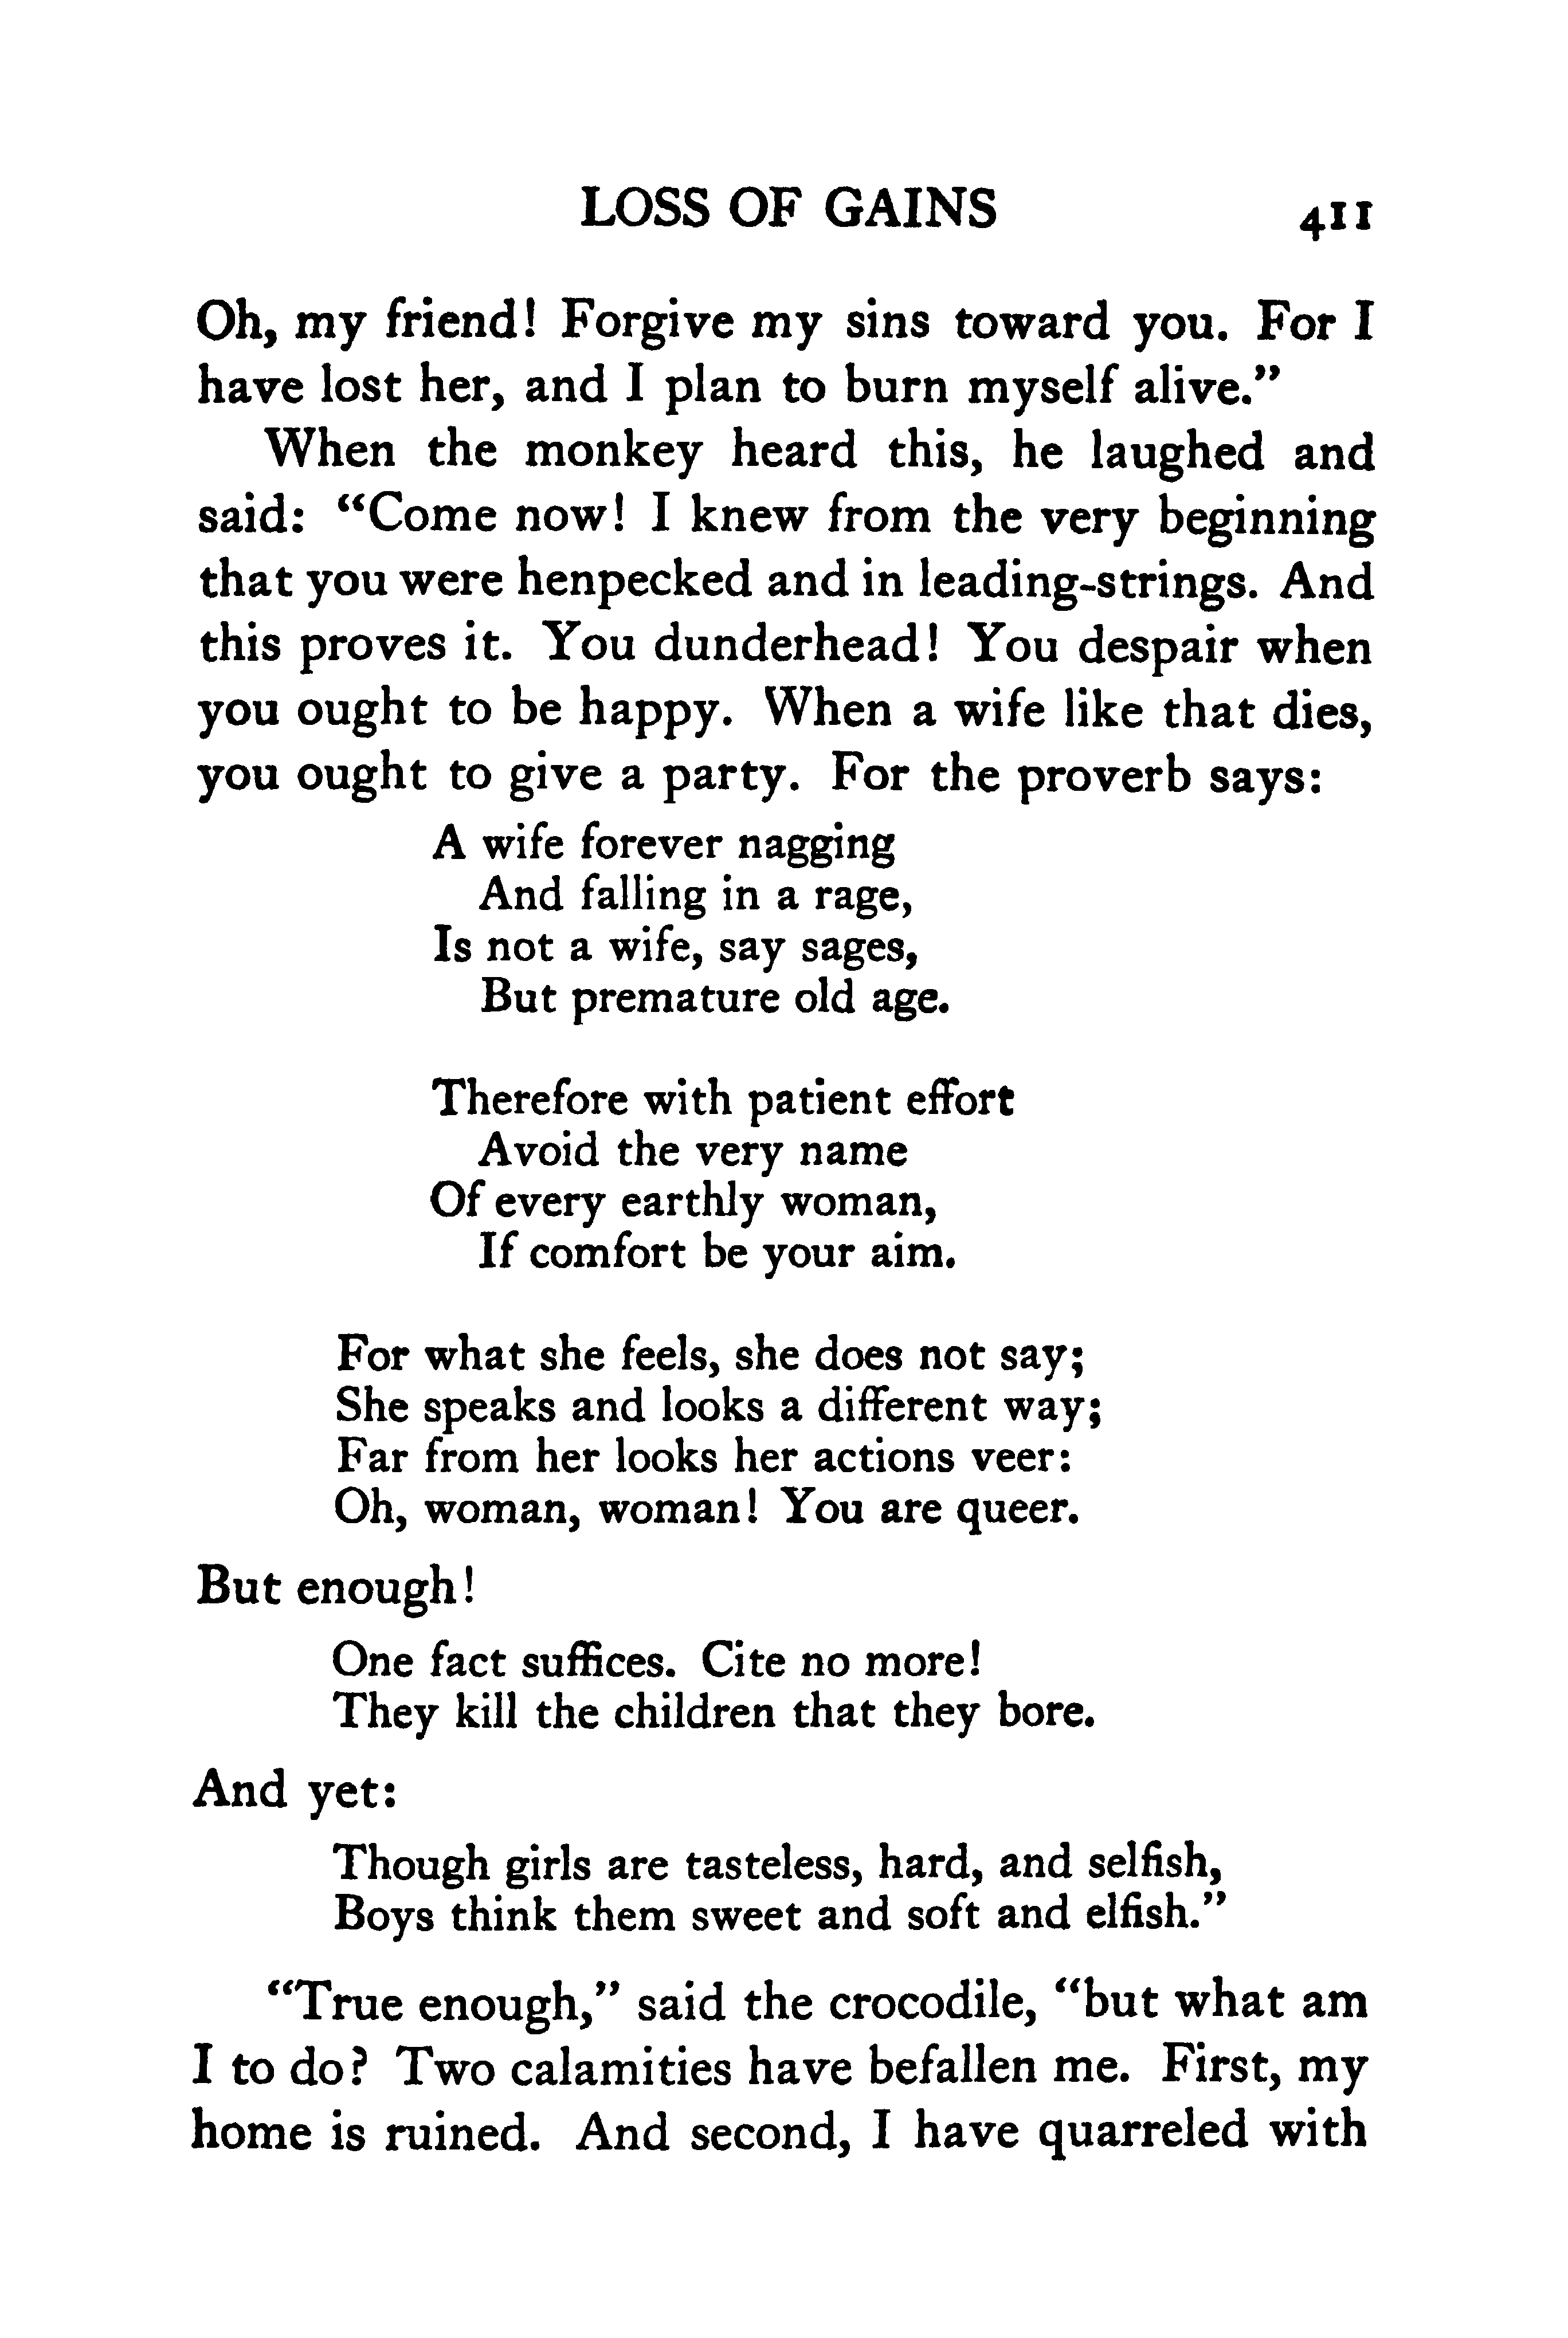 LOSS OF GAINS 411
Oh, my friend! Forgive my sins toward you. For I
have lost her, and I plan to burn myself alive.”
When the monkey heard this, he laughed and
said: “Come now! I knew from the very beginning
that you were henpecked and in leading-strings. And
this proves it. You dunderhead! You despair when
you ought to be happy. When a wife like that dies,
you ought to give a party. For the proverb says:
A wife forever nagging
And falling in a rage,
Is not a wife, say sages,
But premature old age.
Therefore with patient effort
Avoid the very name
Of every earthly woman,
If comfort be your aim.
For what she feels, she does not say;
She speaks and looks a different way;
Far from her looks her actions veer:
Oh, woman, woman! You are queer.
But enough!
One fact suffices. Cite no more!
They kill the children that they bore.
And yet:
Though girls are tasteless, hard, and selfish,
Boys think them sweet and soft and elfish.”
“True enough,” said the crocodile, “but what am
I to do? Two calamities have befallen me. First, my
home is ruined. And second, I have quarreled with